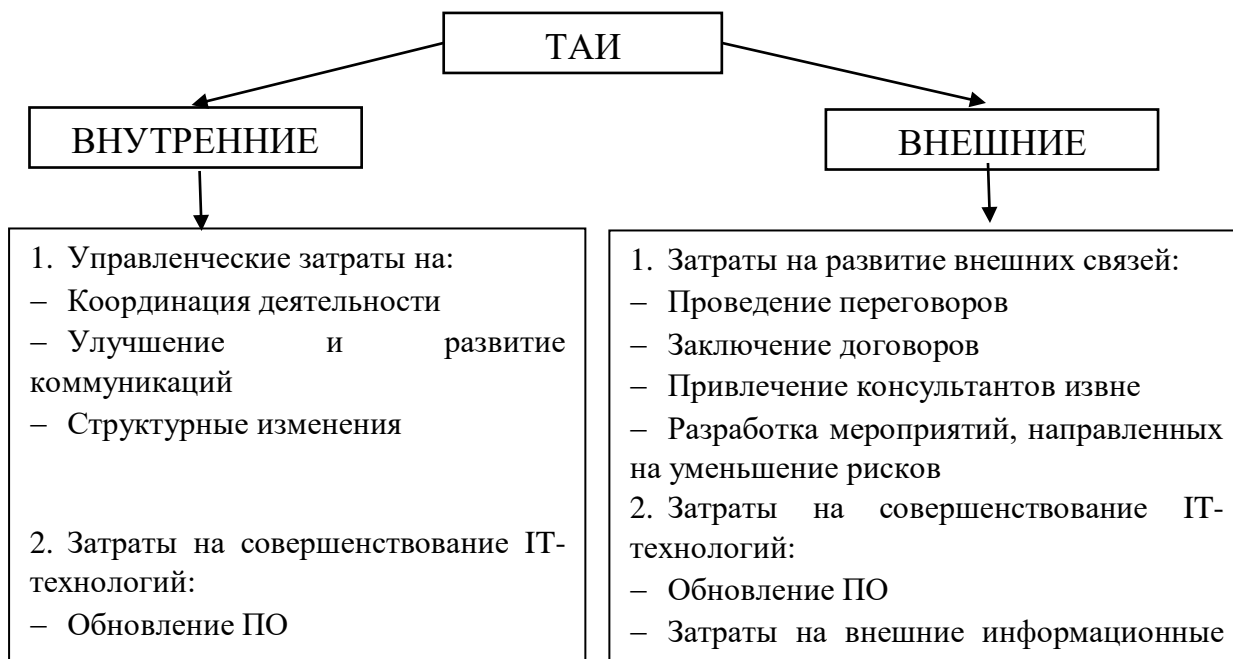 ТАИ
ВНУТРЕННИЕ
ВНЕШНИЕ
1. Управленческие затраты на:
– Координация деятельности
– Улучшение и развитие
коммуникаций
– Структурные изменения
2. Затраты на совершенствование IT-
технологий:
– Обновление ПО
1. Затраты на развитие внешних связей:
– Проведение переговоров
– Заключение договоров
– Привлечение консультантов извне
– Разработка мероприятий, направленных
на уменьшение рисков
2. Затраты на совершенствование IT-
технологий:
– Обновление ПО
– Затраты на внешние информационные